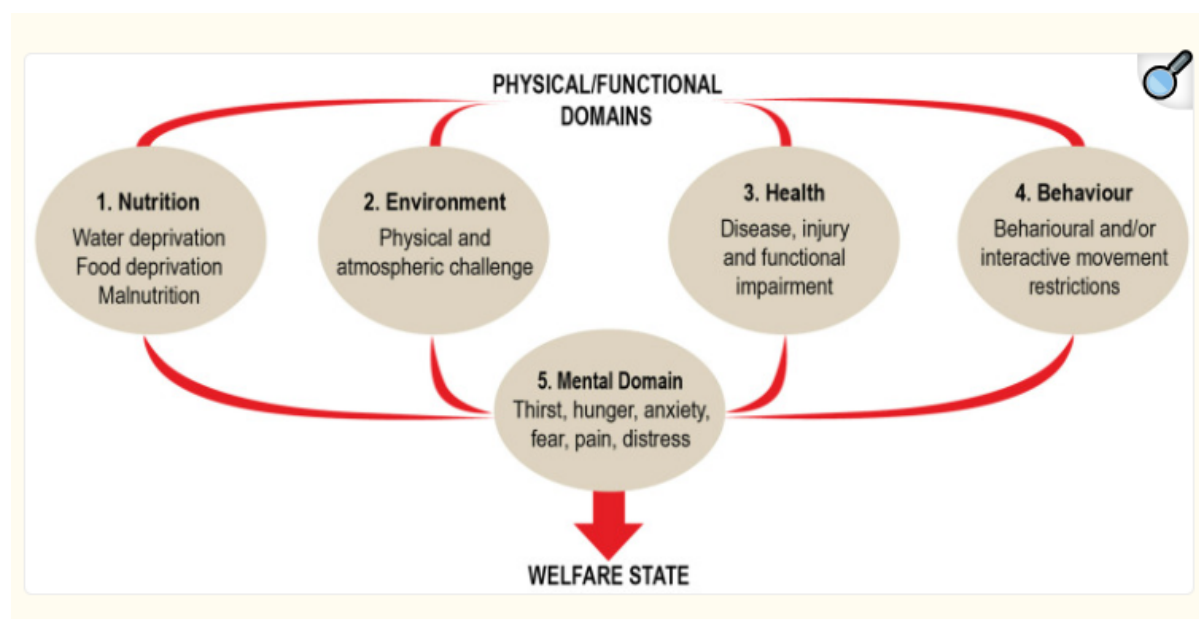 PHYSICAL/FUNCTIONAL
DOMAINS
1. Nutrition
Water deprivation
Food deprivation
Malnutrition
2. Environment
Physical and
atmospheric challenge
3. Health
Disease, injury
and functional
impairment
4. Behaviour
Beharioural and/or
interactive movement
restrictions
5. Mental Domain
Thirst, hunger, anxiety,
fear, pain, distress
WELFARE STATE